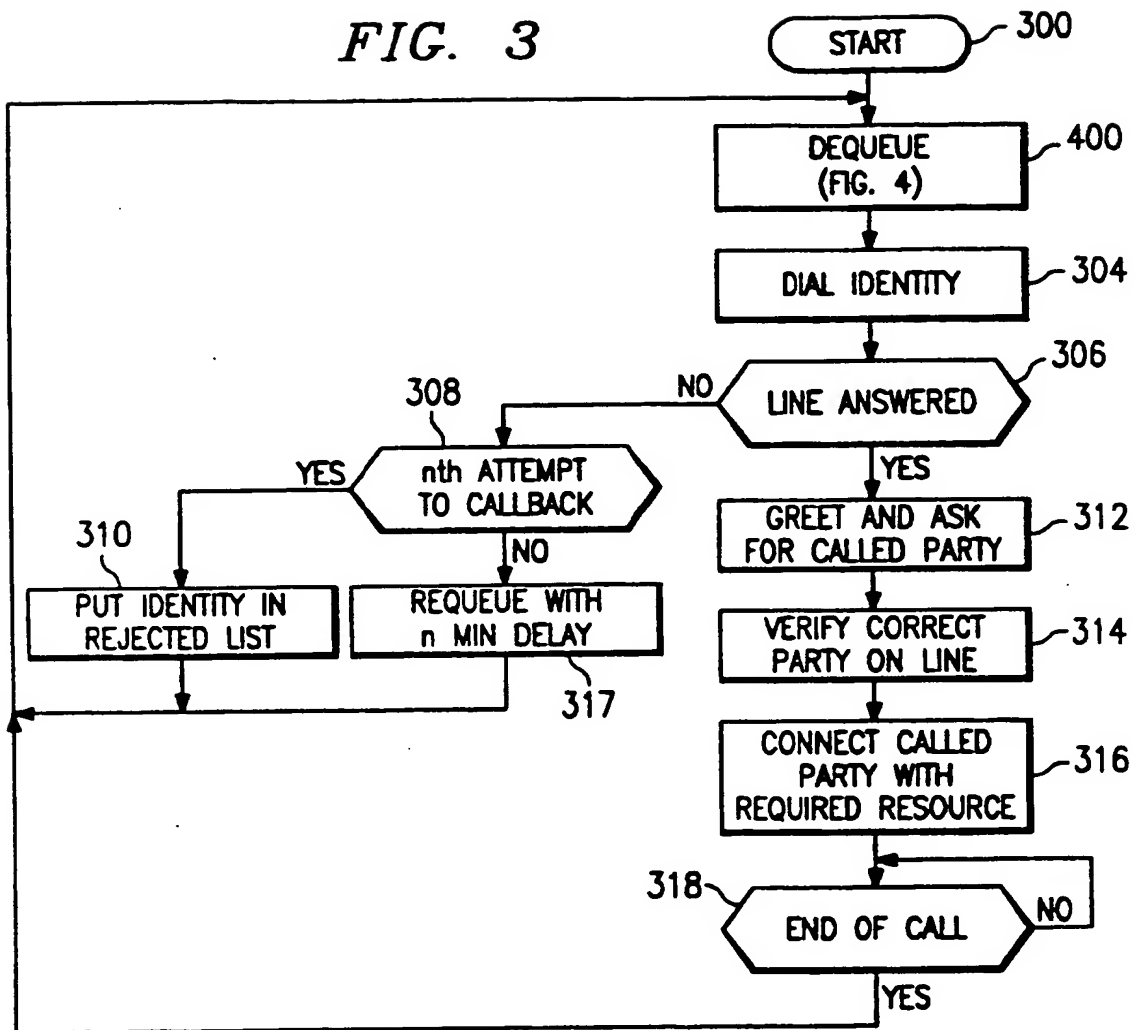 FIG. 3
START
300
DEQUEUE
(FIG. 4)
400
DIAL IDENTITY
304
306
LINE ANSWERED
NO
YES
308
nth ATTEMPT
TO CALLBACK
YES
NO
310
PUT IDENTITY IN
REJECTED LIST
REQUEUE WITH
n MIN DELAY
317
GREET AND ASK
FOR CALLED PARTY
312
VERIFY CORRECT
PARTY ON LINE
314
CONNECT CALLED
PARTY WITH
REQUIRED RESOURCE
316
318
END OF CALL
NO
YES